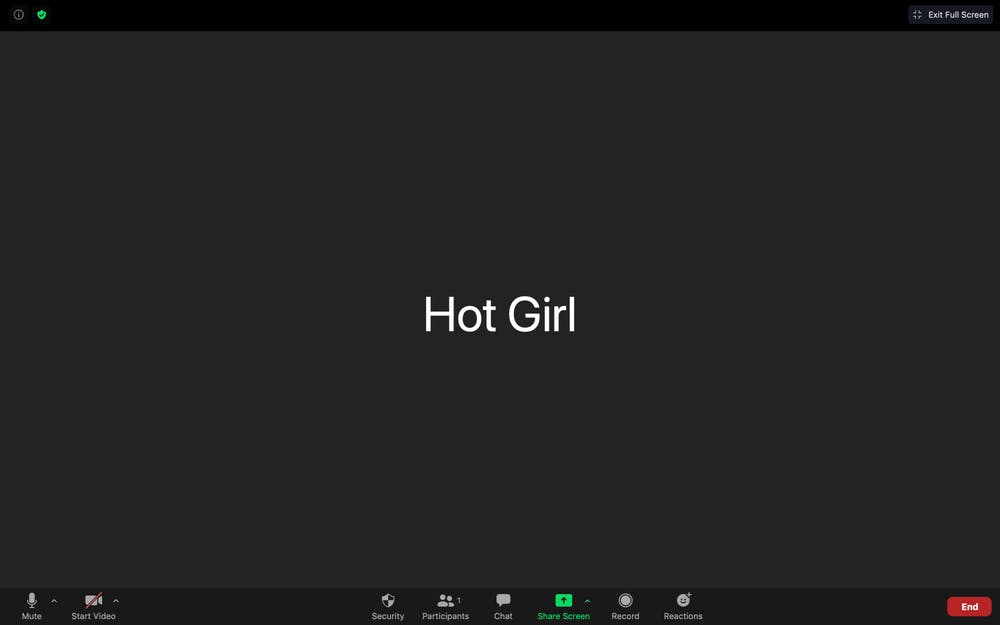 Exit Full Screen
Hot Girl
Mute
Start Video
Security
Participants
1
Chat
Share Screen
Record
Reactions
End